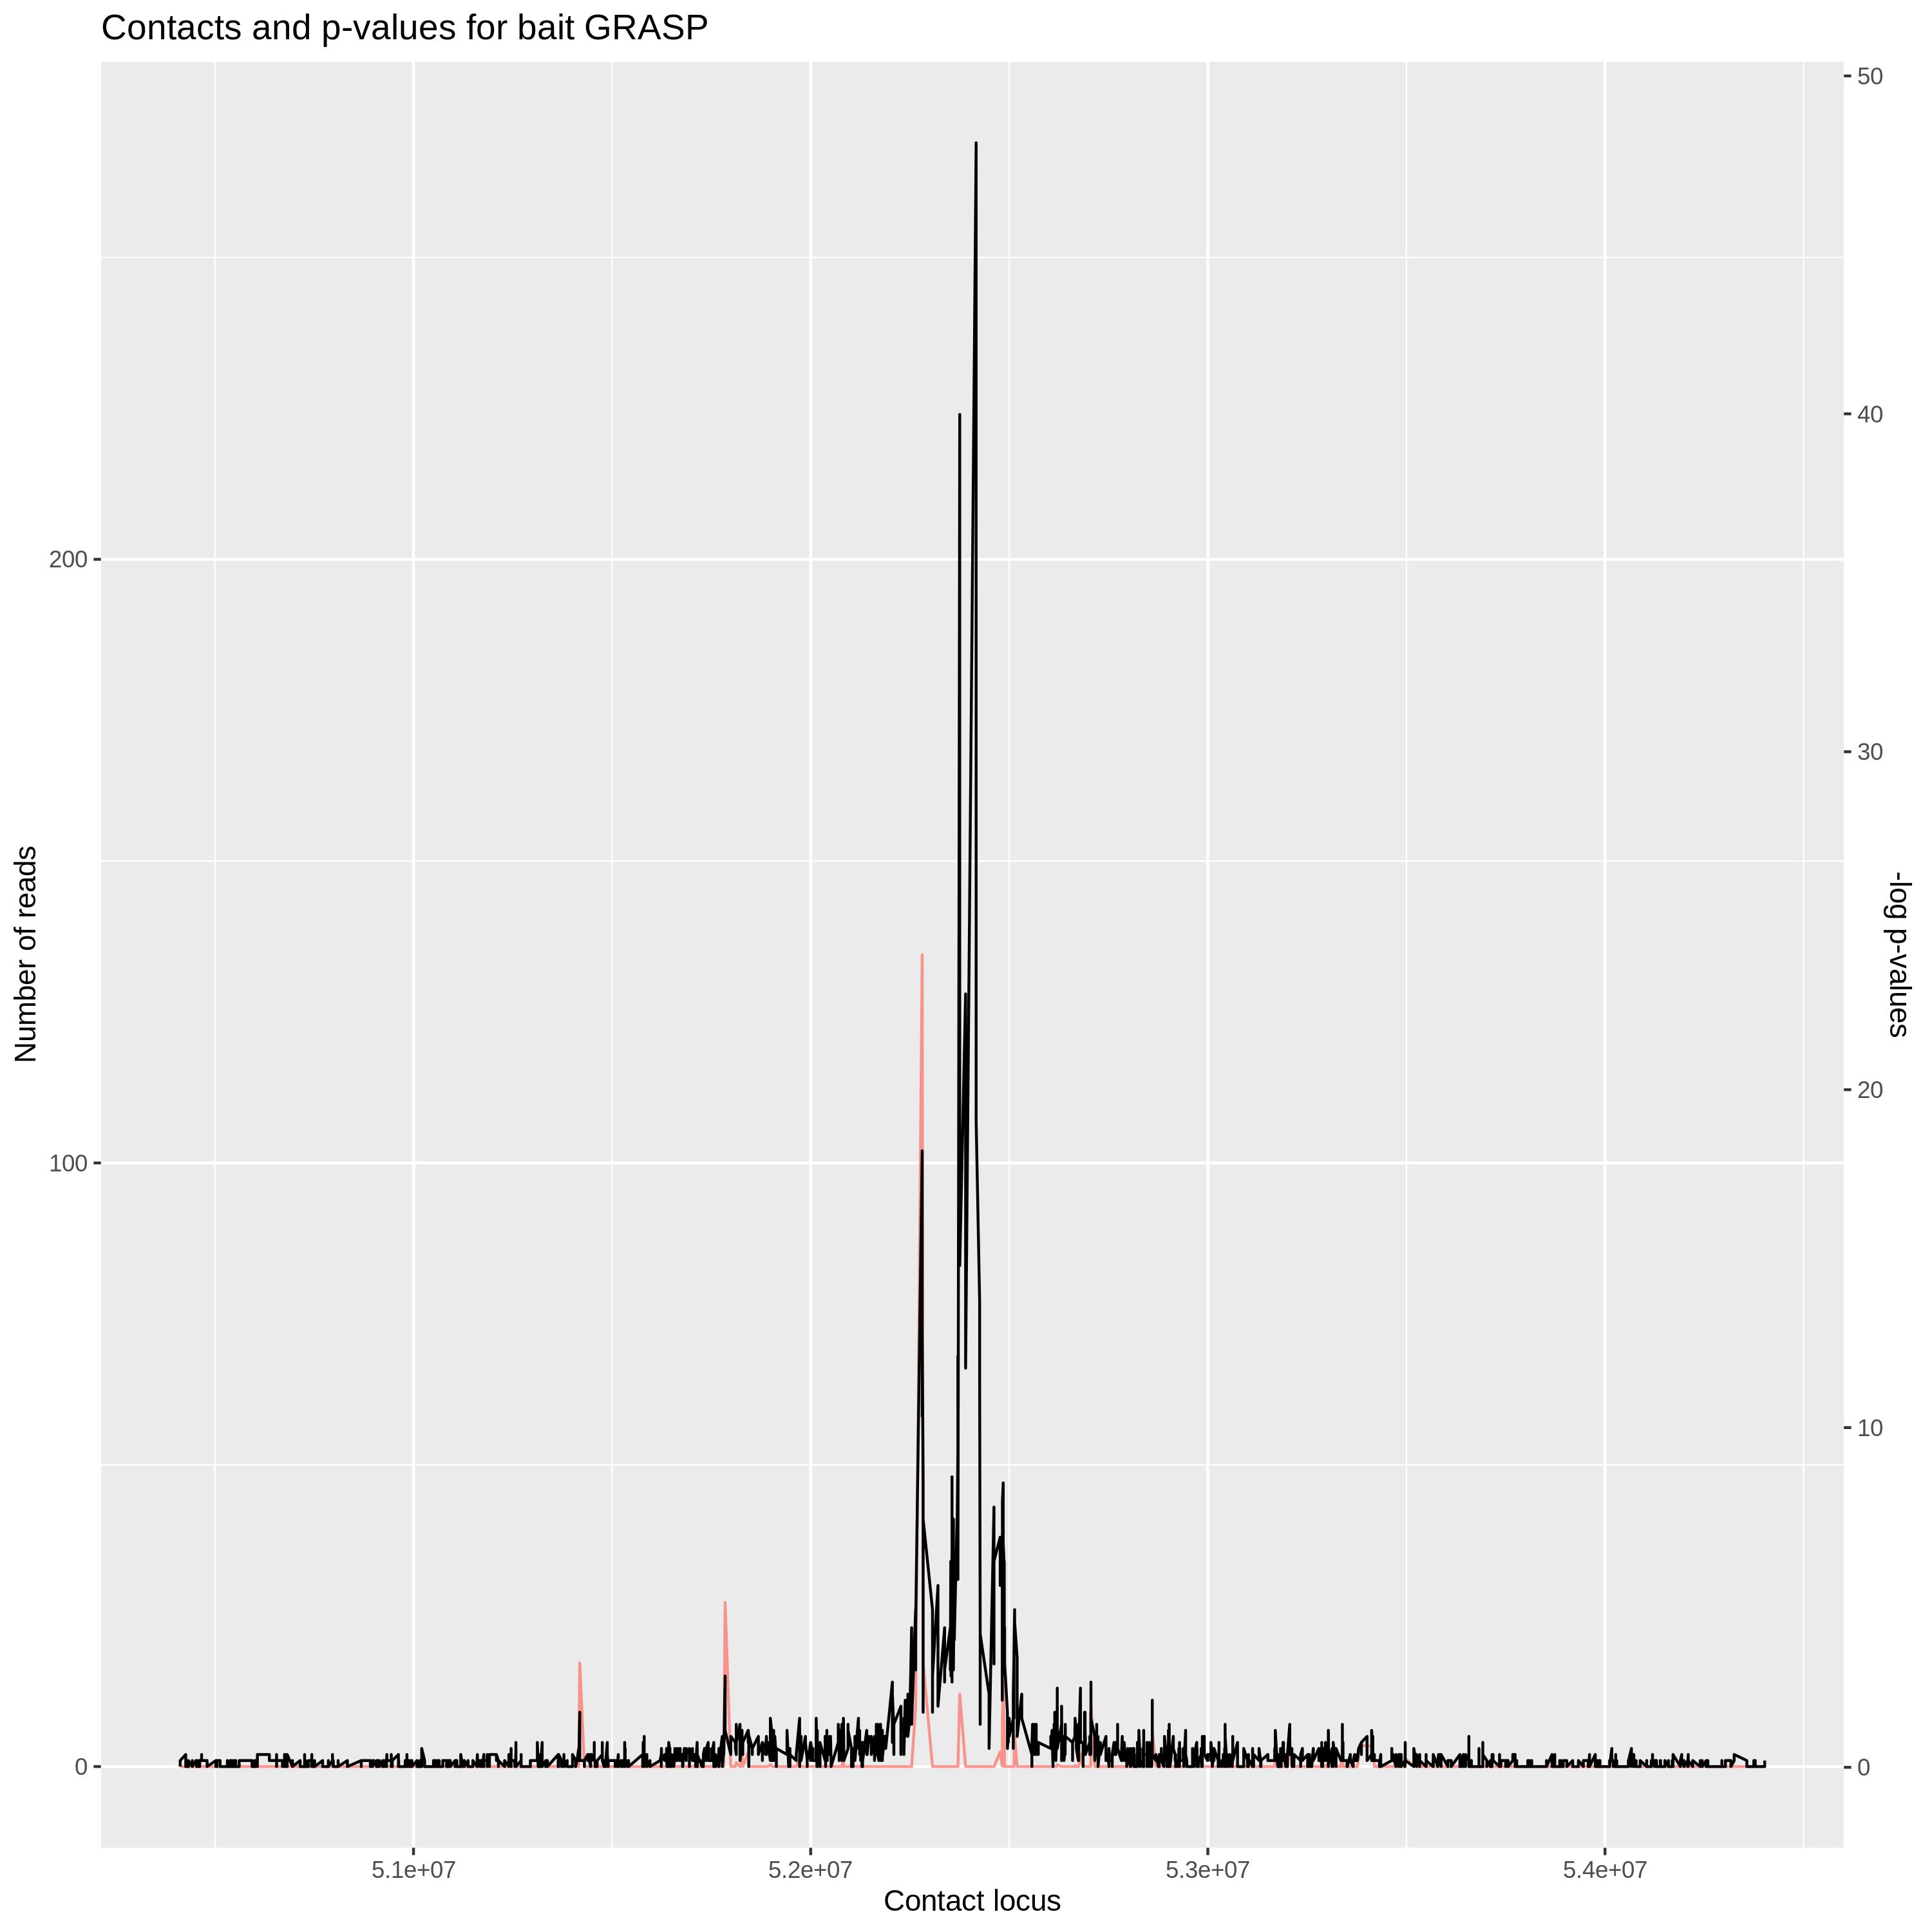 Contacts and p-values for bait GRASP
50
40
30
20
10
0
-log p-values
200
100
0
Number of reads
5.1e+07
5.2e+07
5.3e+07
5.4e+07
Contact locus